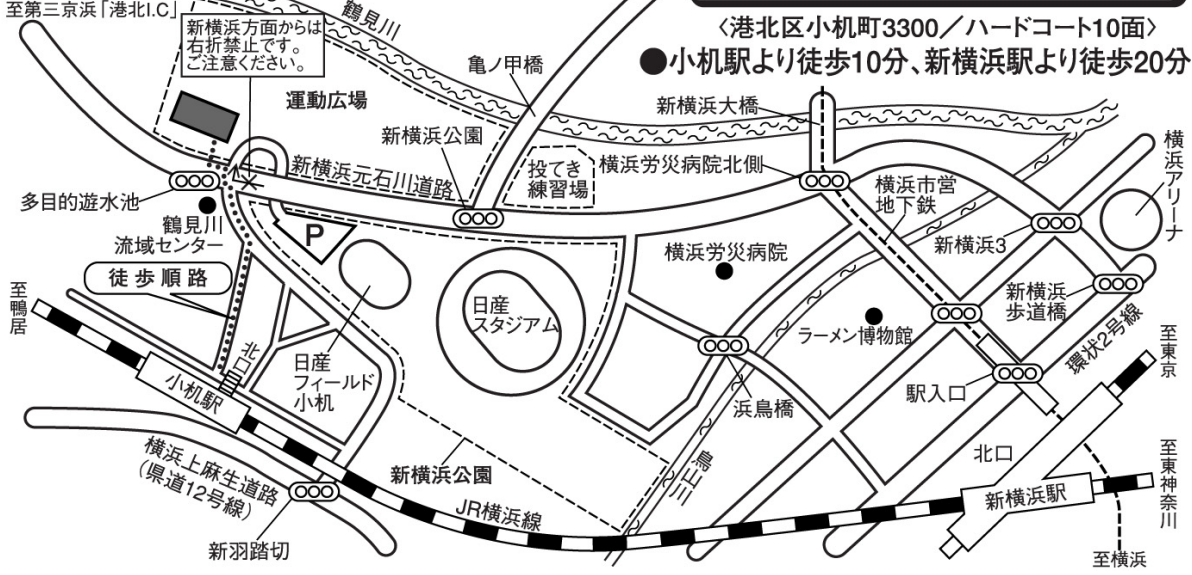 至第三京浜「港北I.C」
新横浜方面からは
右折禁止です。
ご注意ください。
鶴見川
〈港北区小机町3300／ハードコート10面〉
●小机駅より徒歩10分、新横浜駅より徒歩20分
運動広場
亀ノ甲橋
新横浜大橋
新横浜公園
新横浜元石川道路
投てき
練習場
横浜労災病院北側
横浜市営
地下鉄
横浜アリーナ
多目的遊水池
鶴見川
流域センター
P
横浜労災病院
新横浜3
徒歩順路
日産
スタジアム
新横浜
歩道橋
至鴨居
ラーメン博物館
環状2号線
至東京
北口
小机駅
日産
フィールド
小机
浜鳥橋
駅入口
横浜上麻生道路
（県道12号線）
新横浜公園
鳥山川
北口
至東神奈川
JR横浜線
新横浜駅
新羽踏切
至横浜